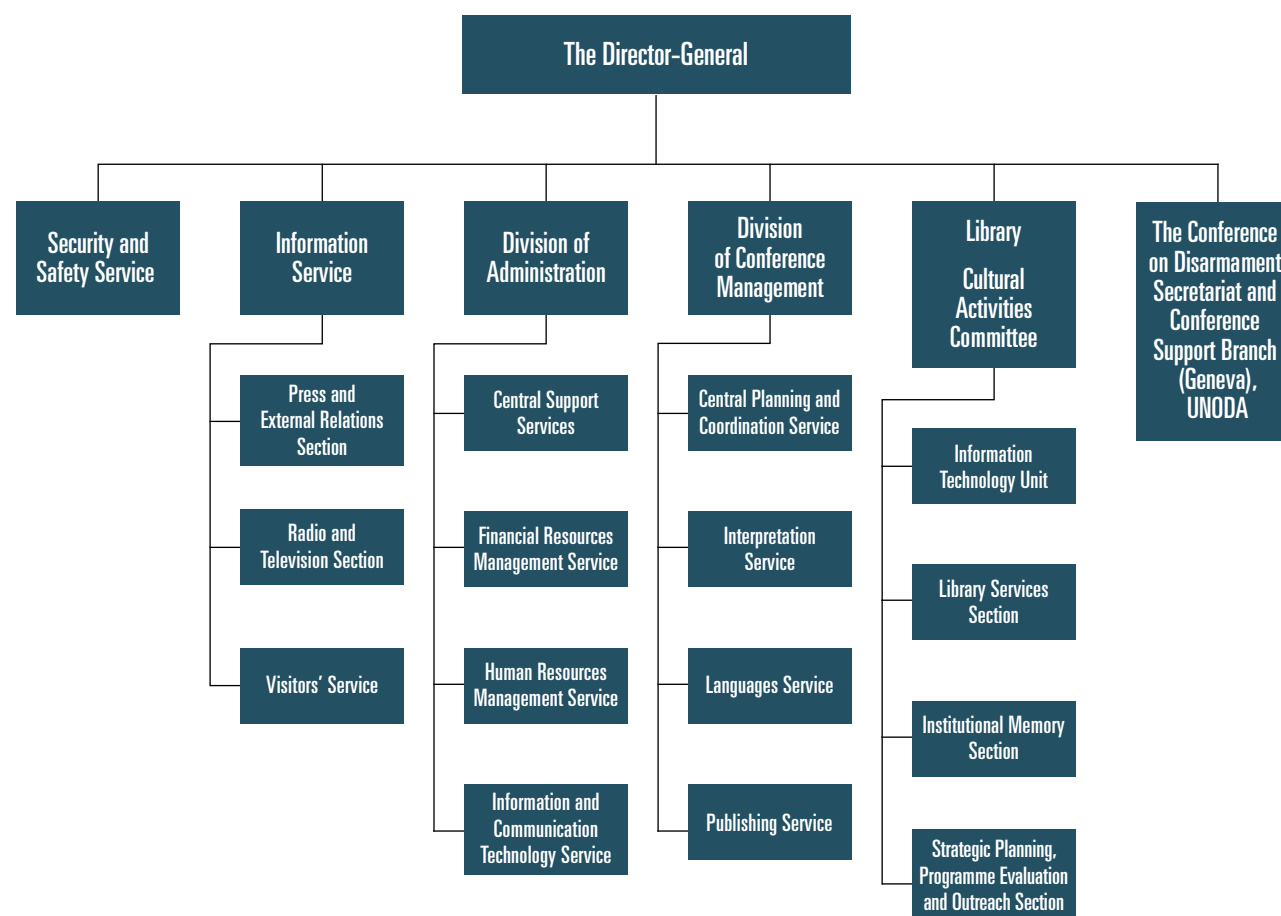 The Director-General
Security and
Safety Service
Information
Service
Division of
Administration
Division
of Conference
Management
Library
Cultural
Activities
Committee
The Conference
on Disarmament
Secretariat and
Conference
Support Branch
(Geneva),
UNODA
Press and
External Relations
Section
Radio and
Television Section
Visitors’ Service
Central Support
Services
Financial Resources
Management Service
Human Resources
Management Service
Information and
Communication
Technology Service
Central Planning and
Coordination Service
Interpretation
Service
Languages Service
Publishing Service
Information
Technology Unit
Library Services
Section
Institutional Memory
Section
Strategic Planning,
Programme Evaluation
and Outreach Section